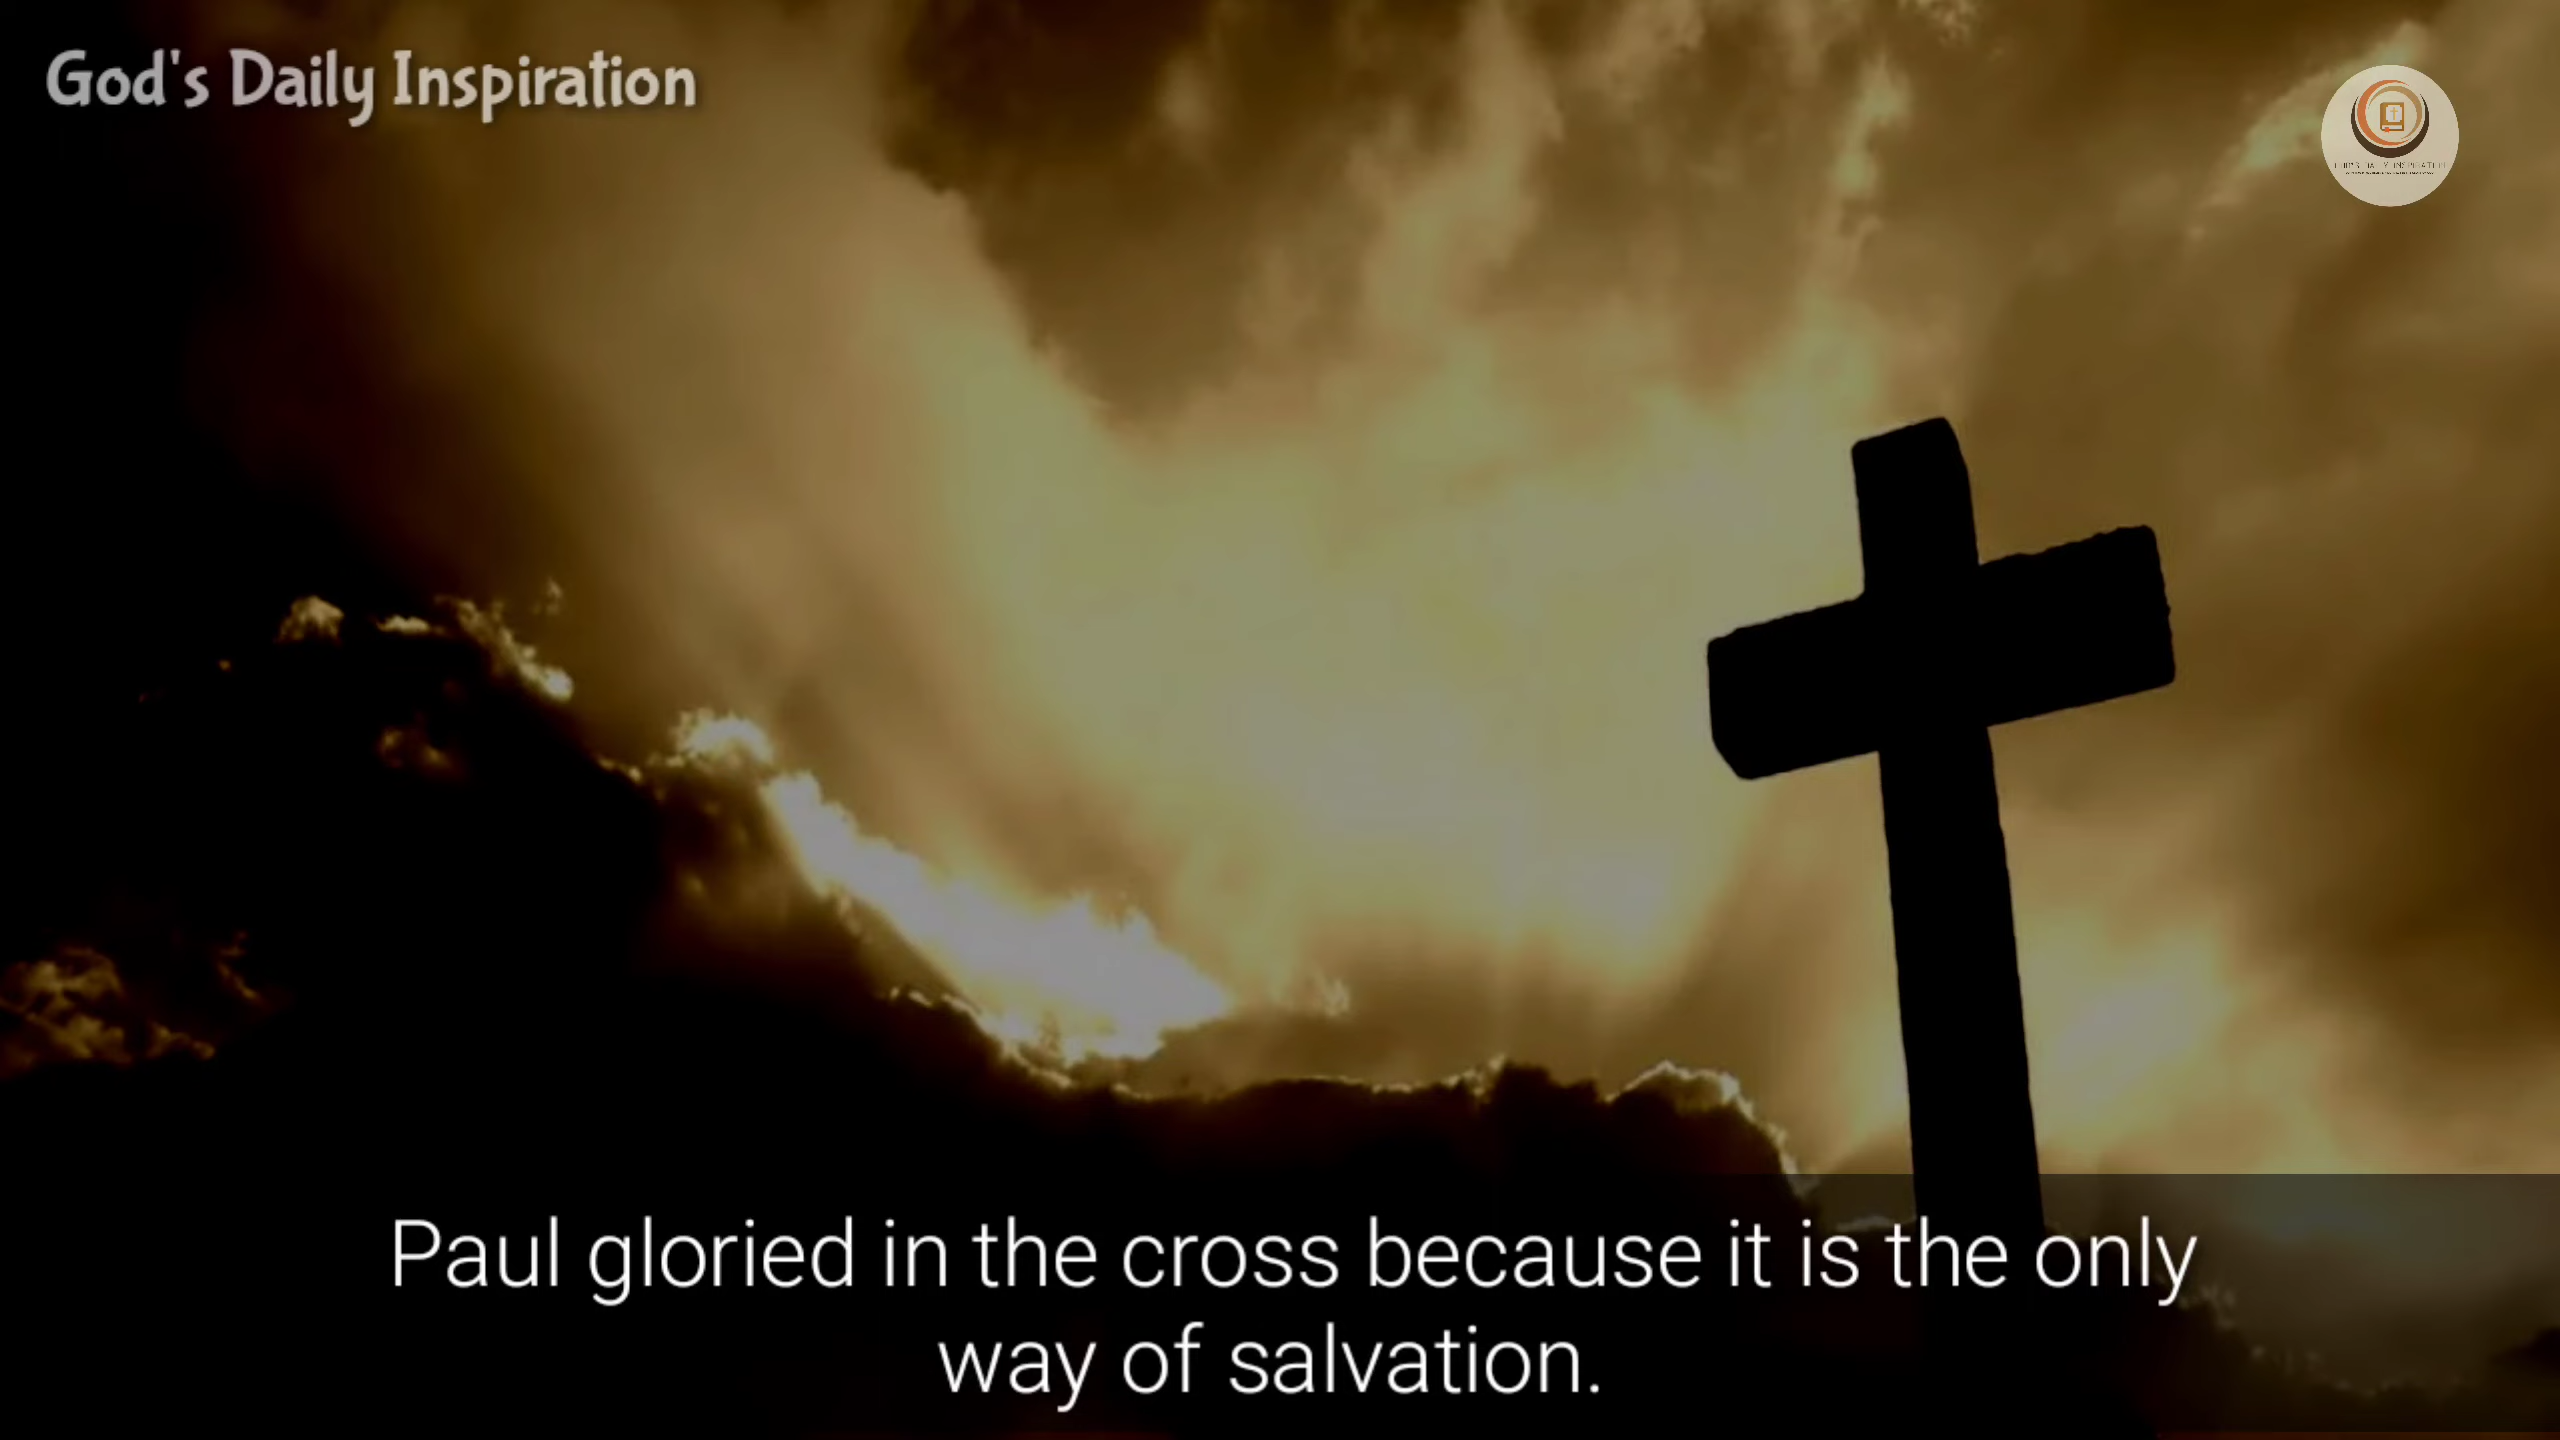 God's Daily Inspiration
Paul gloried in the cross because it is the only
way of salvation.